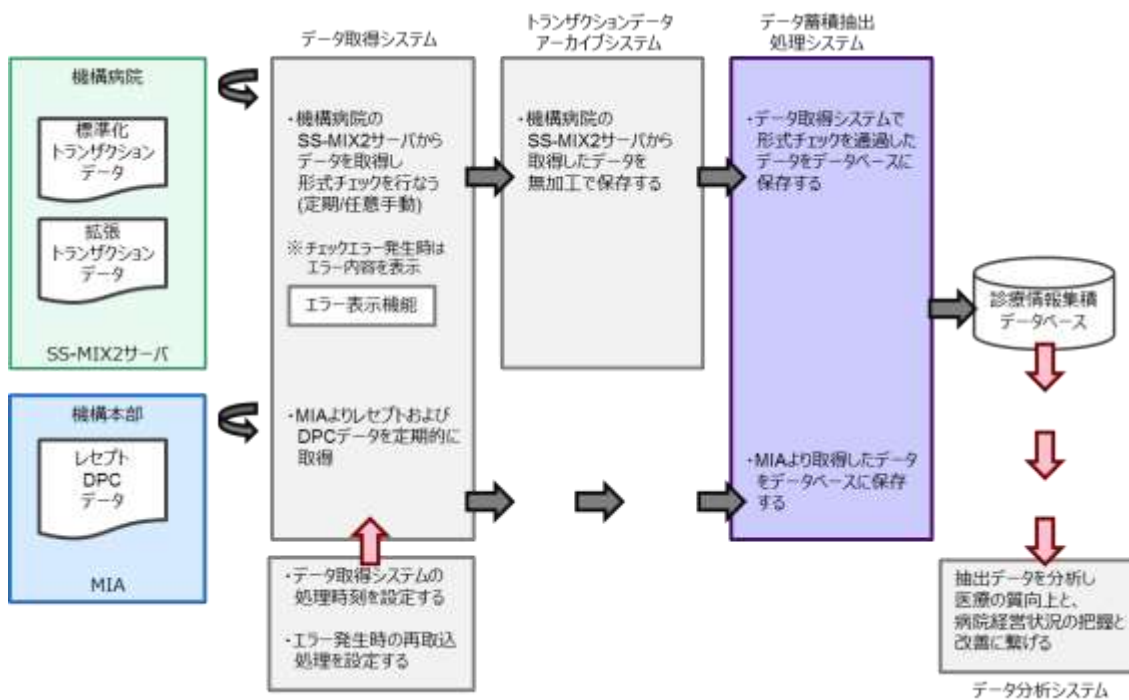 データ取得システム
トランザクションデータ
アーカイブシステム
データ蓄積抽出
処理システム
機構病院
標準化
トランザクション
データ
拡張
トランザクション
データ
SS-MIX2サーバ
・機構病院の
SS-MIX2サーバから
データを取得し
形式チェックを行なう
(定期/任意手動)
※チェックエラー発生時は
エラー内容を表示
エラー表示機能
・機構病院の
SS-MIX2サーバから
取得したデータを
無加工で保存する
・データ取得システムで
形式チェックを通過した
データをデータベースに
保存する
診療情報集積
データベース
機構本部
レセプト
DPC
データ
MIA
・MIAよりレセプトおよび
DPCデータを定期的に
取得
・MIAより取得したデータ
をデータベースに保存
する
・データ取得システムの
処理時刻を設定する
・エラー発生時の再取込
処理を設定する
抽出データを分析し
医療の質向上と、
病院経営状況の把握と
改善に繋げる
データ分析システム